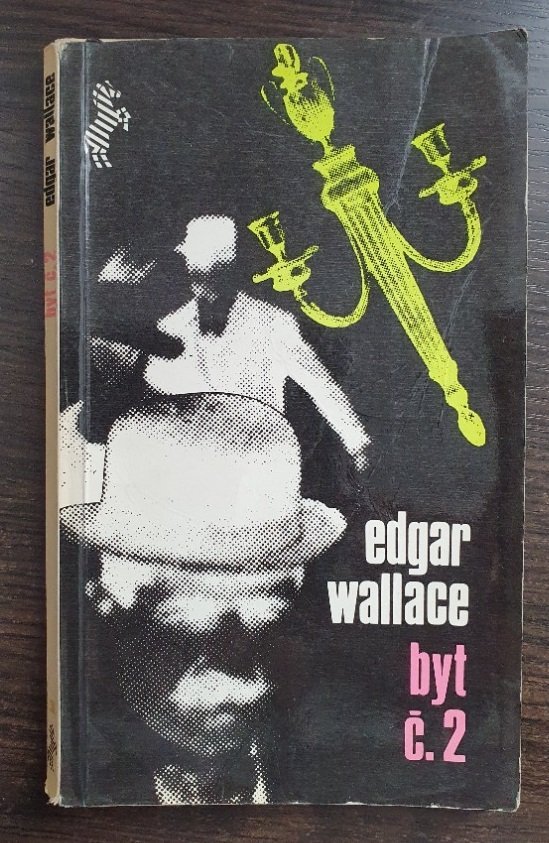 edgar wallace
byt č. 2
edgar
wallace
byt
č. 2